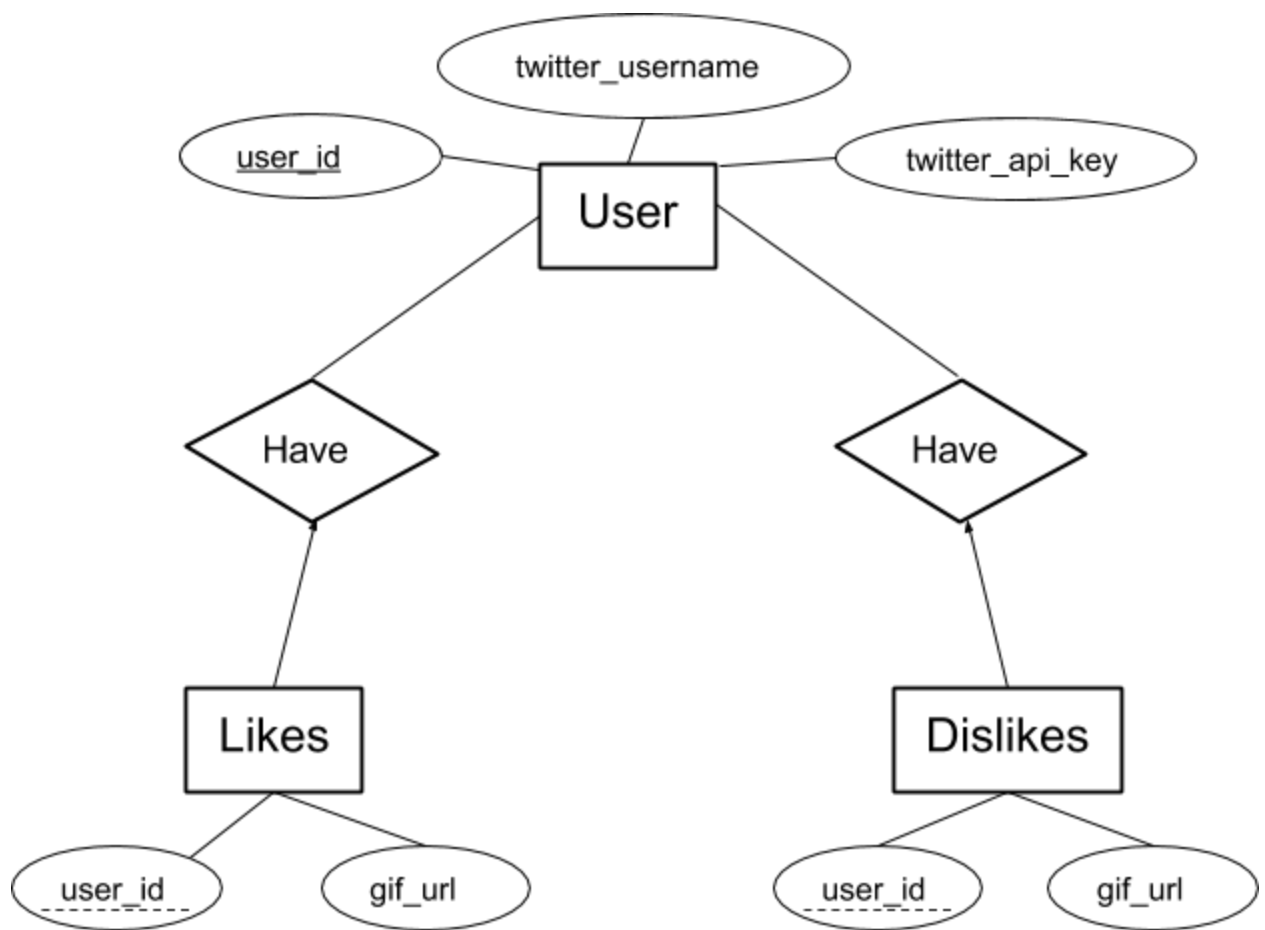 twitter_username
user_id
twitter_api_key
User
Have
Have
Likes
Dislikes
user_id
gif_url
user_id
gif_url